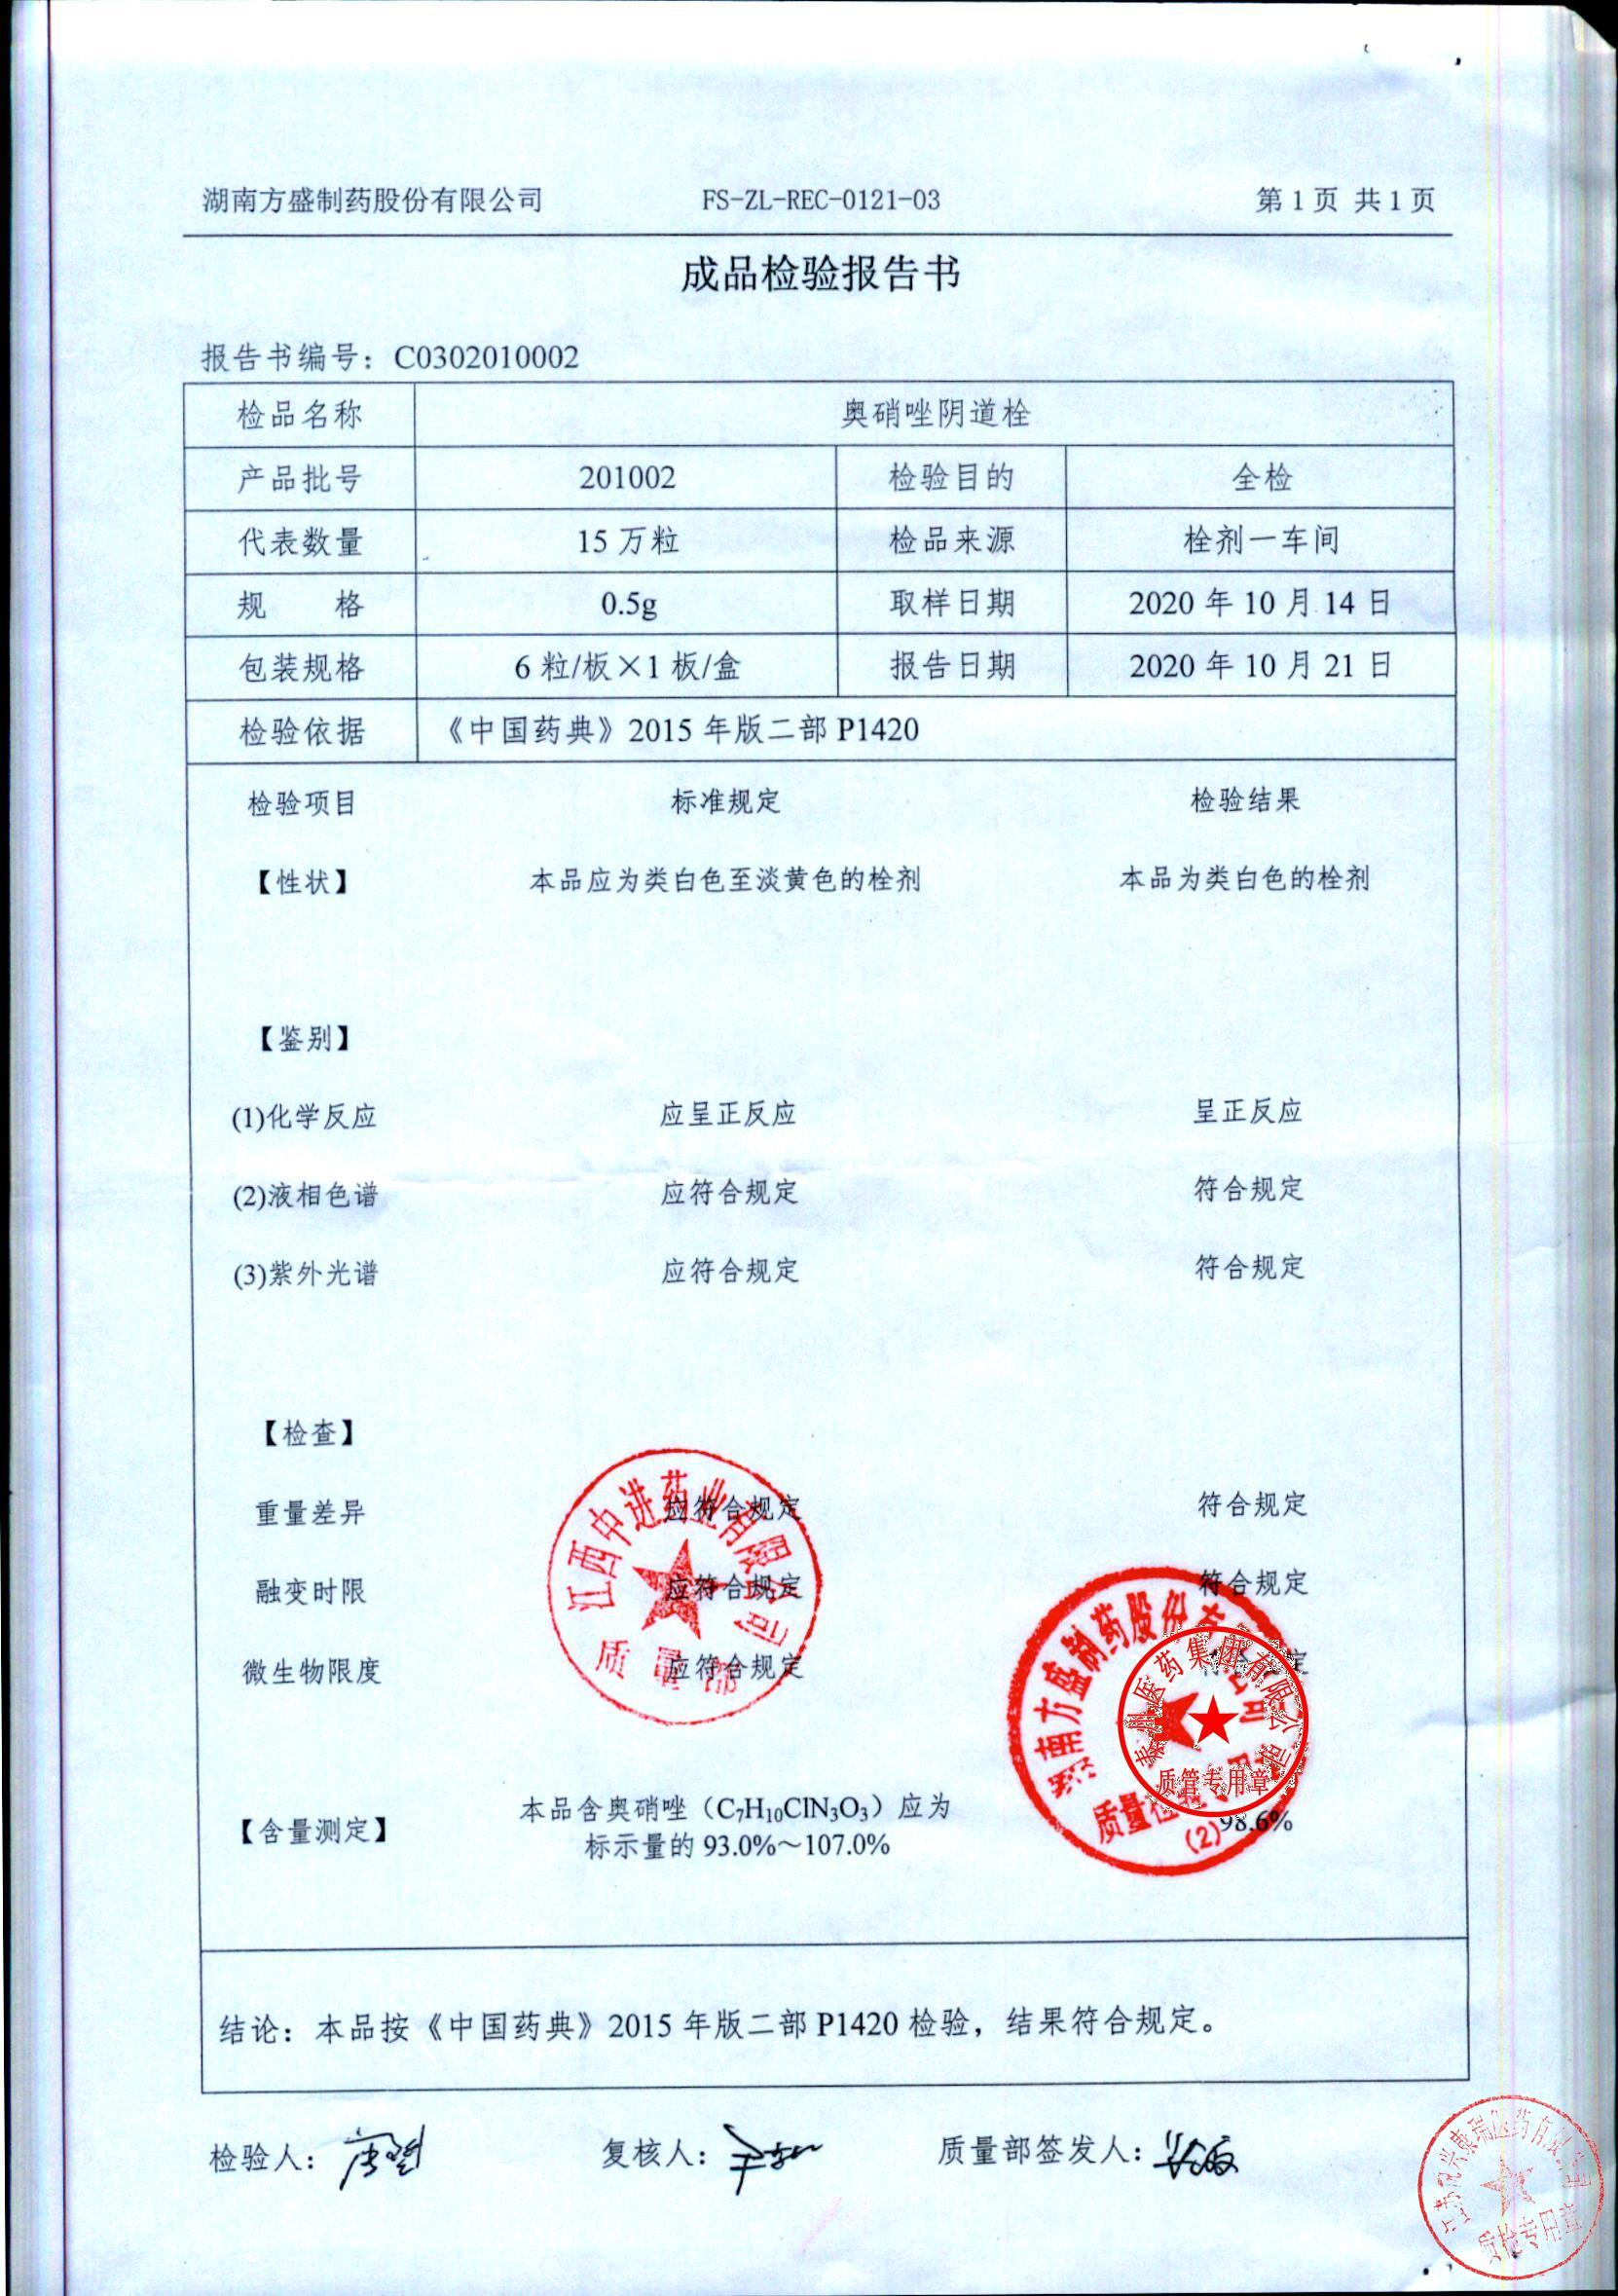 湖南方盛制药股份有限公司 FS-ZL-REC-0121-03 第1页 共1页
成品检验报告书
报告书编号：C0302010002
检品名称 奥硝唑阴道栓
产品批号 201002 检验目的 全检
代表数量 15万粒 检品来源 栓剂一车间
规 格 0.5g 取样日期 2020年10月14日
包装规格 6粒/板×1板/盒 报告日期 2020年10月21日
检验依据 《中国药典》2015年版二部P1420
检验项目 标准规定 检验结果
【性状】 本品应为类白色至淡黄色的栓剂 本品为类白色的栓剂
【鉴别】
(1)化学反应 应呈正反应 呈正反应
(2)液相色谱 应符合规定 符合规定
(3)紫外光谱 应符合规定 符合规定
【检查】
重量差异 应符合规定 符合规定
融变时限 应符合规定 符合规定
微生物限度 应符合规定
江西中进药业有限公司
质量部
医药集团有限公司
质管专用章
(2)
【含量测定】 本品含奥硝唑（C₇H₁₀ClN₃O₃）应为 98.6%
标示量的93.0%～107.0%
结论：本品按《中国药典》2015年版二部P1420检验，结果符合规定。
检验人： 复核人： 质量部签发人：
质检专用章